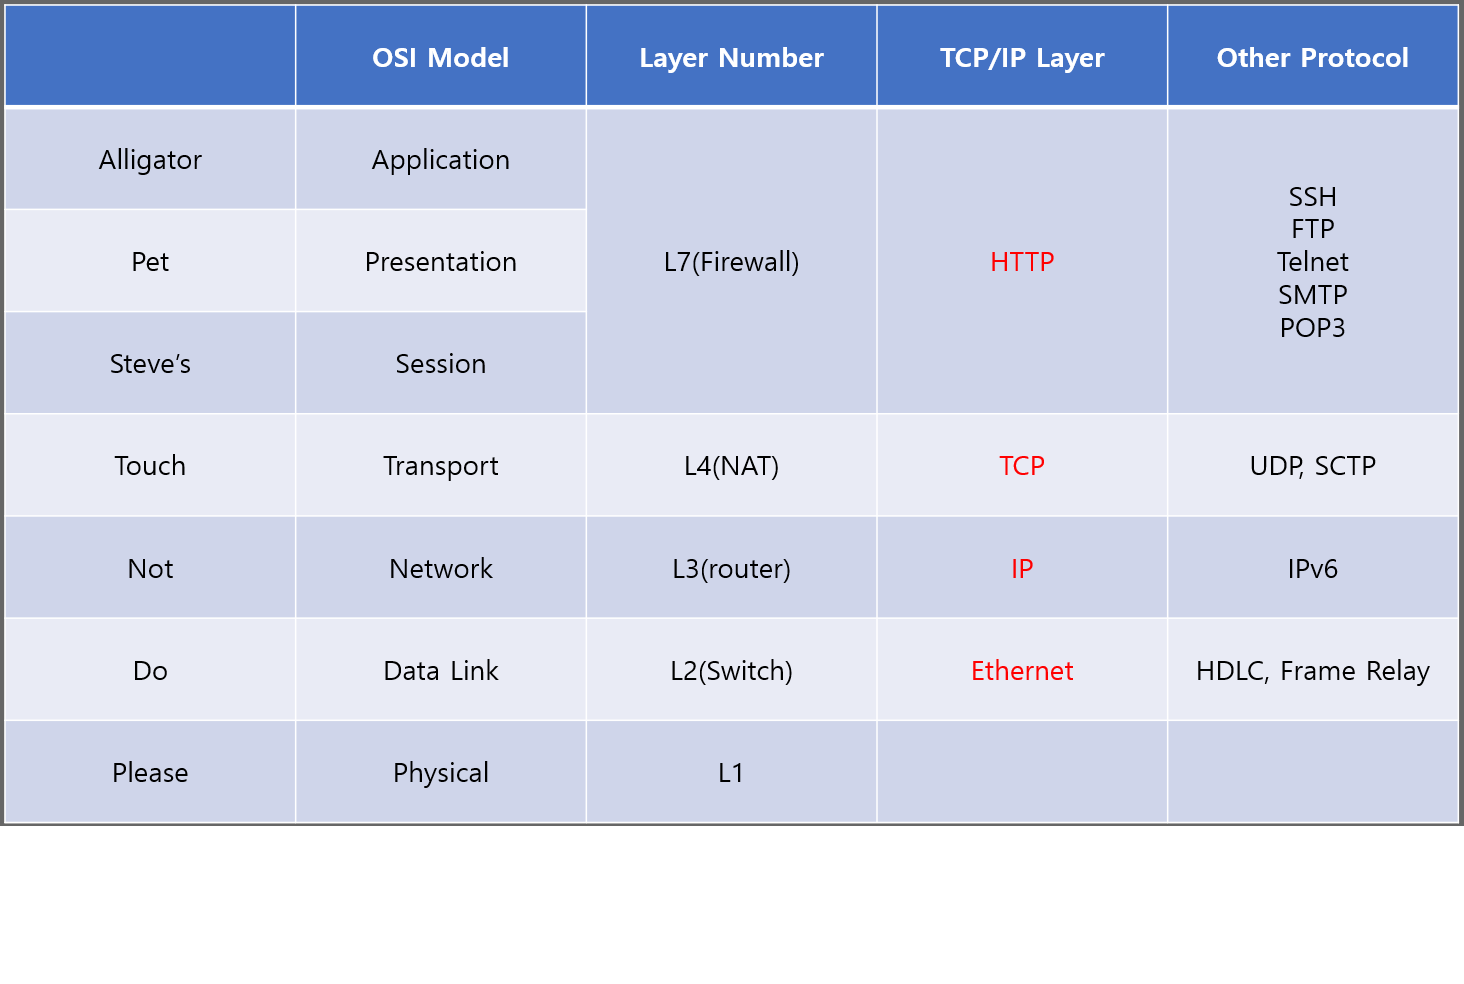 OSI Model
Layer Number
TCP/IP Layer
Other Protocol
Alligator
Application
Pet
Presentation
Steve’s
Session
L7(Firewall)
HTTP
SSH
FTP
Telnet
SMTP
POP3
Touch
Transport
L4(NAT)
TCP
UDP, SCTP
Not
Network
L3(router)
IP
IPv6
Do
Data Link
L2(Switch)
Ethernet
HDLC, Frame Relay
Please
Physical
L1